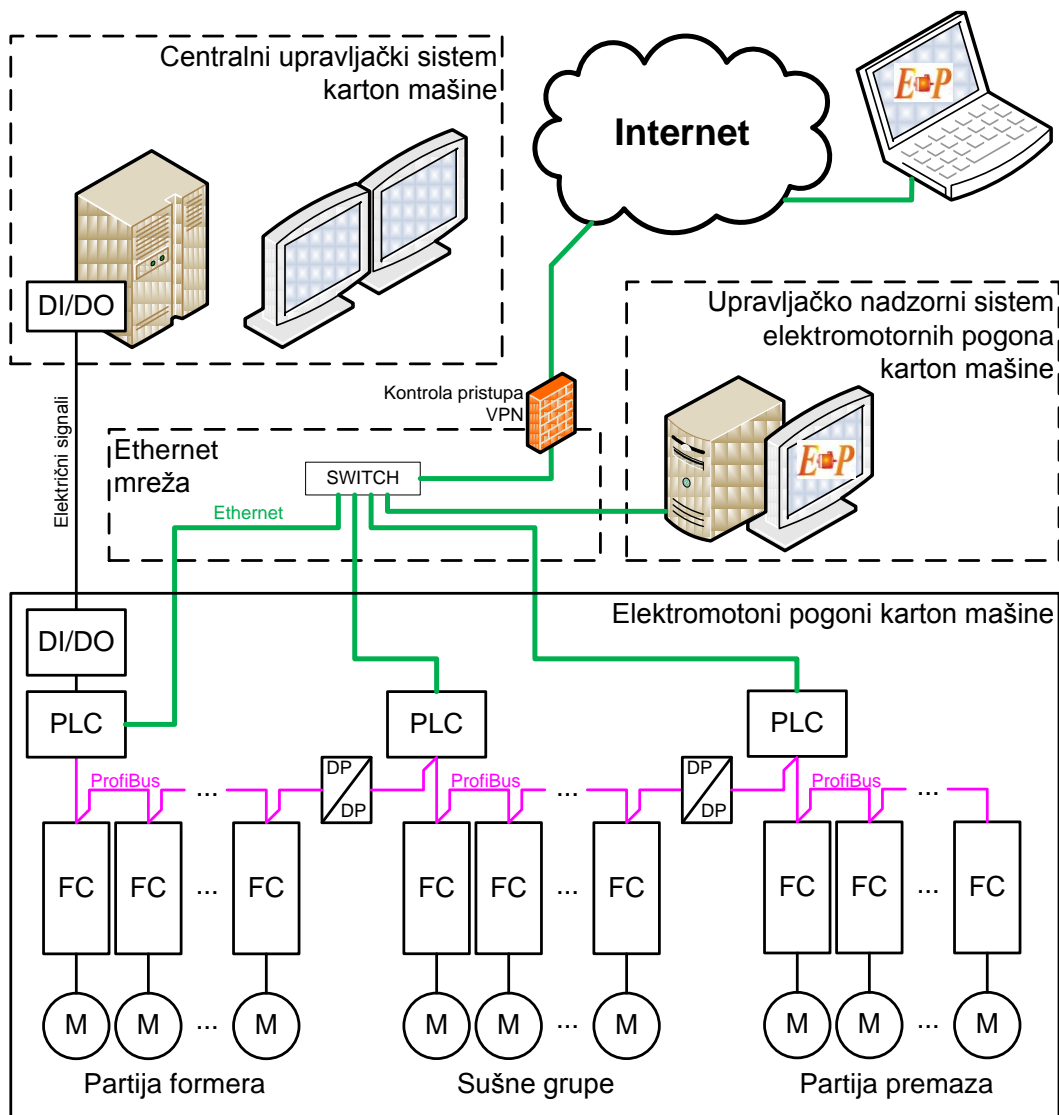 Centralni upravljački sistem
karton mašine
DI/DO
Internet
E P
Upravljačko nadzorni sistem
elektromotornih pogona
karton mašine
E P
Kontrola pristupa
VPN
Električni signali
Ethernet
mreža
SWITCH
Ethernet
Elektromotoni pogoni karton mašine
DI/DO
PLC
PLC
PLC
DP
DP
DP
DP
ProfiBus
...
ProfiBus
...
ProfiBus
...
FC
FC
...
FC
FC
FC
...
FC
FC
FC
...
FC
M
M
...
M
M
M
...
M
M
M
...
M
Partija formera
Sušne grupe
Partija premaza